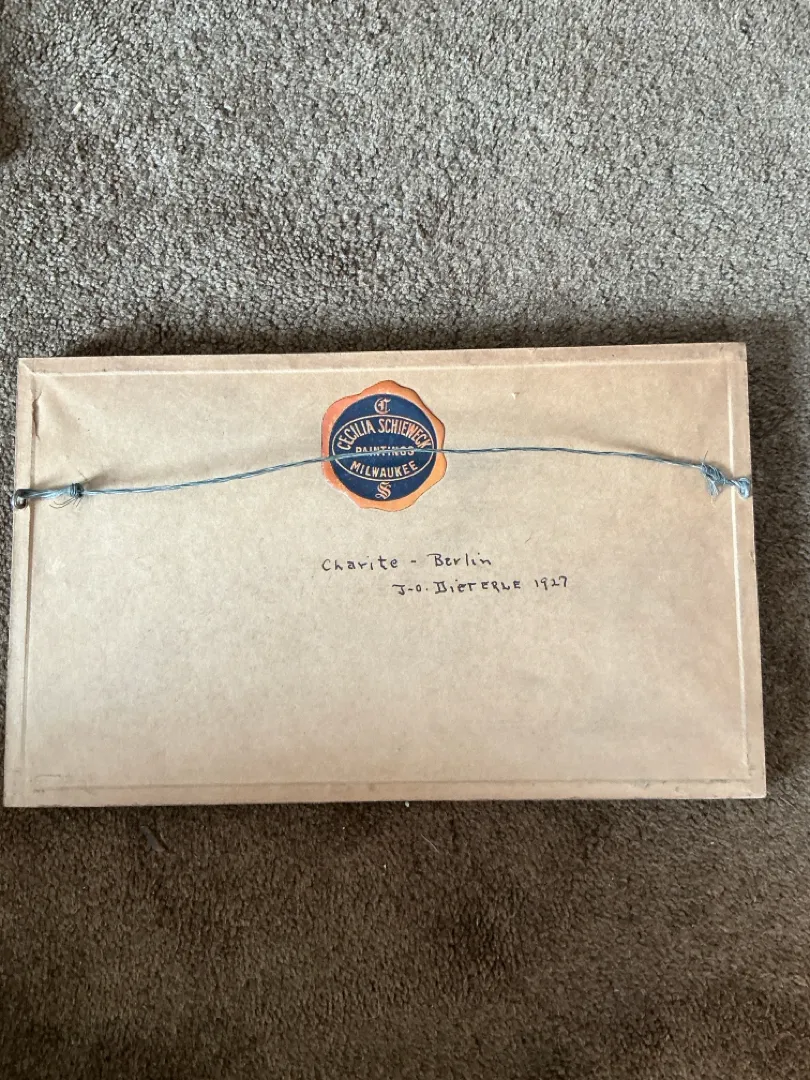 C
CECILIA SCHIEWECK
PAINTINGS
MILWAUKEE
S
Charite - Berlin
J-O. DiETERLE 1927